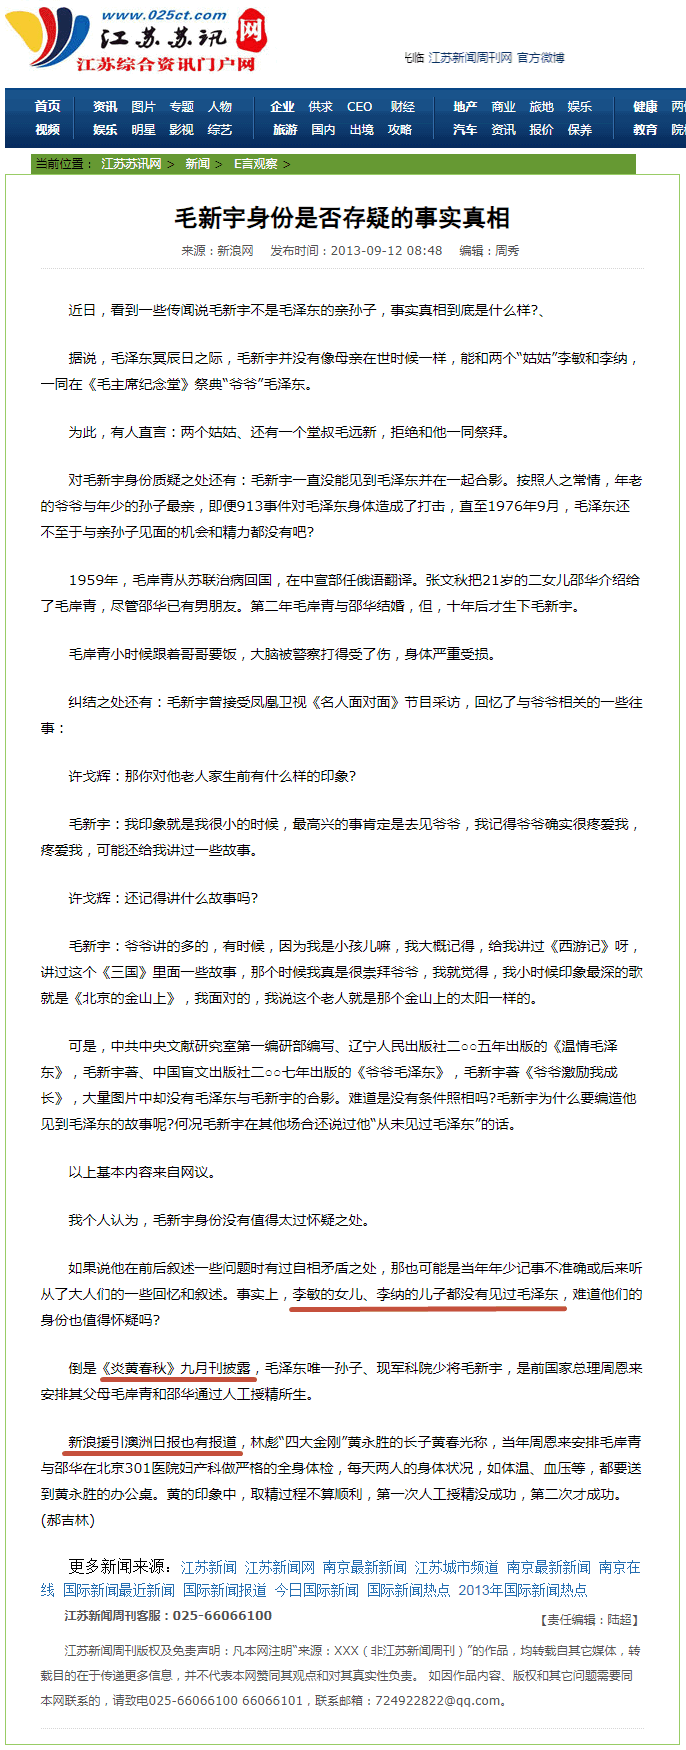 www.025ct.com
江苏苏讯网
江苏综合资讯门户网
光临 江苏新闻周刊网 官方微博
首页 资讯 图片 专题 人物 企业 供求 CEO 财经 地产 商业 旅地 娱乐 健康
视频 娱乐 明星 影视 综艺 旅游 国内 出境 攻略 汽车 资讯 报价 保养 教育
当前位置： 江苏苏讯网 > 新闻 > E言观察 >
毛新宇身份是否存疑的事实真相
来源：新浪网 发布时间：2013-09-12 08:48 编辑：周秀
近日，看到一些传闻说毛新宇不是毛泽东的亲孙子，事实真相到底是什么样?、
据说，毛泽东冥辰日之际，毛新宇并没有像母亲在世时候一样，能和两个“姑姑”李敏和李纳，
一同在《毛主席纪念堂》祭典“爷爷”毛泽东。
为此，有人直言：两个姑姑、还有一个堂叔毛远新，拒绝和他一同祭拜。
对毛新宇身份质疑之处还有：毛新宇一直没能见到毛泽东并在一起合影。按照人之常情，年老
的爷爷与年少的孙子最亲，即便913事件对毛泽东身体造成了打击，直至1976年9月，毛泽东还
不至于与亲孙子见面的机会和精力都没有吧?
1959年，毛岸青从苏联治病回国，在中宣部任俄语翻译。张文秋把21岁的二女儿邵华介绍给
了毛岸青，尽管邵华已有男朋友。第二年毛岸青与邵华结婚，但，十年后才生下毛新宇。
毛岸青小时候跟着哥哥要饭，大脑被警察打得受了伤，身体严重受损。
纠结之处还有：毛新宇曾接受凤凰卫视《名人面对面》节目采访，回忆了与爷爷相关的一些往
事：
许戈辉：那你对他老人家生前有什么样的印象?
毛新宇：我印象就是我很小的时候，最高兴的事肯定是去见爷爷，我记得爷爷确实很疼爱我，
疼爱我，可能还给我讲过一些故事。
许戈辉：还记得讲什么故事吗?
毛新宇：爷爷讲的多的，有时候，因为我是小孩儿嘛，我大概记得，给我讲过《西游记》呀，
讲过这个《三国》里面一些故事，那个时候我真是很崇拜爷爷，我就觉得，我小时候印象最深的歌
就是《北京的金山上》，我面对的，我说这个老人就是那个金山上的太阳一样的。
可是，中共中央文献研究室第一编研部编写、辽宁人民出版社二○○五年出版的《温情毛泽
东》，毛新宇著、中国盲文出版社二○○七年出版的《爷爷毛泽东》，毛新宇著《爷爷激励我成
长》，大量图片中却没有毛泽东与毛新宇的合影。难道是没有条件照相吗?毛新宇为什么要编造他
见到毛泽东的故事呢?何况毛新宇在其他场合还说过他“从未见过毛泽东”的话。
以上基本内容来自网议。
我个人认为，毛新宇身份没有值得太过怀疑之处。
如果说他在前后叙述一些问题时有过自相矛盾之处，那也可能是当年年少记事不准确或后来听
从了大人们的一些回忆和叙述。事实上，李敏的女儿、李纳的儿子都没有见过毛泽东，难道他们的
身份也值得怀疑吗?
倒是《炎黄春秋》九月刊披露，毛泽东唯一孙子、现军科院少将毛新宇，是前国家总理周恩来
安排其父母毛岸青和邵华通过人工授精所生。
新浪援引澳洲日报也有报道，林彪“四大金刚”黄永胜的长子黄春光称，当年周恩来安排毛岸青
与邵华在北京301医院妇产科做严格的全身体检，每天两人的身体状况，如体温、血压等，都要送
到黄永胜的办公桌。黄的印象中，取精过程不算顺利，第一次人工授精没成功，第二次才成功。
(郝吉林)
更多新闻来源：江苏新闻 江苏新闻网 南京最新新闻 江苏城市频道 南京最新新闻 南京在
线 国际新闻最近新闻 国际新闻报道 今日国际新闻 国际新闻热点 2013年国际新闻热点
江苏新闻周刊客服：025-66066100
【责任编辑：陆超】
江苏新闻周刊版权及免责声明：凡本网注明“来源：XXX（非江苏新闻周刊）”的作品，均转载自其它媒体，转
载目的在于传递更多信息，并不代表本网赞同其观点和对其真实性负责。 如因作品内容、版权和其它问题需要同
本网联系的，请致电025-66066100 66066101，联系邮箱：724922822@qq.com。